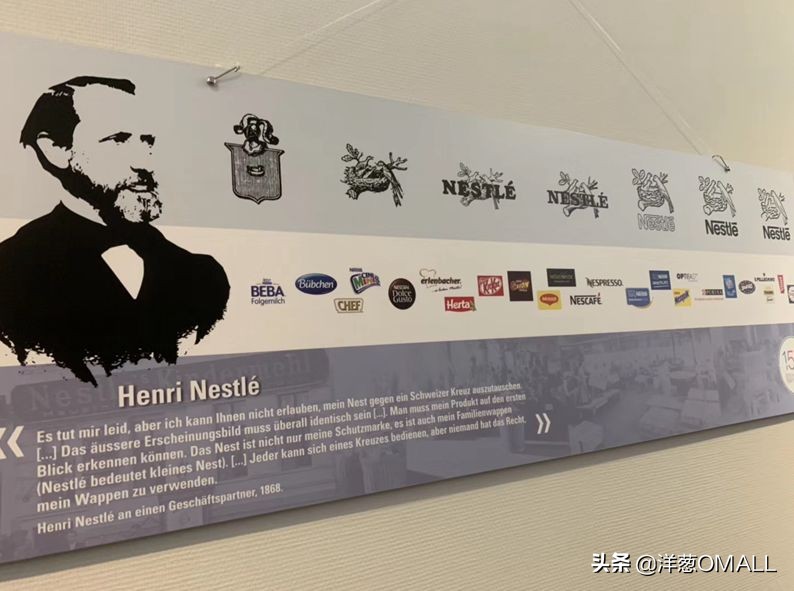 NESTLÉ
NESTLÉ
Nestlé
Nestlé
Nestlé
BEBA
Folgemilch
Bübchen
CHEF
NESCAFÉ
Dolce
Gusto
erlenbacher
Herta
KitKat
NESPRESSO.
NESCAFÉ
OPTIFAST
PURINA
S.PELLEGRINO
Henri Nestlé
« Es tut mir leid, aber ich kann Ihnen nicht erlauben, mein Nest gegen ein Schweizer Kreuz auszutauschen.
[...] Das äussere Erscheinungsbild muss überall identisch sein [...]. Man muss mein Produkt auf den ersten
Blick erkennen können. Das Nest ist nicht nur meine Schutzmarke, es ist auch mein Familienwappen
(Nestlé bedeutet kleines Nest). [...] Jeder kann sich eines Kreuzes bedienen, aber niemand hat das Recht,
mein Wappen zu verwenden. »
Henri Nestlé an einen Geschäftspartner, 1868.
头条 @洋葱OMALL